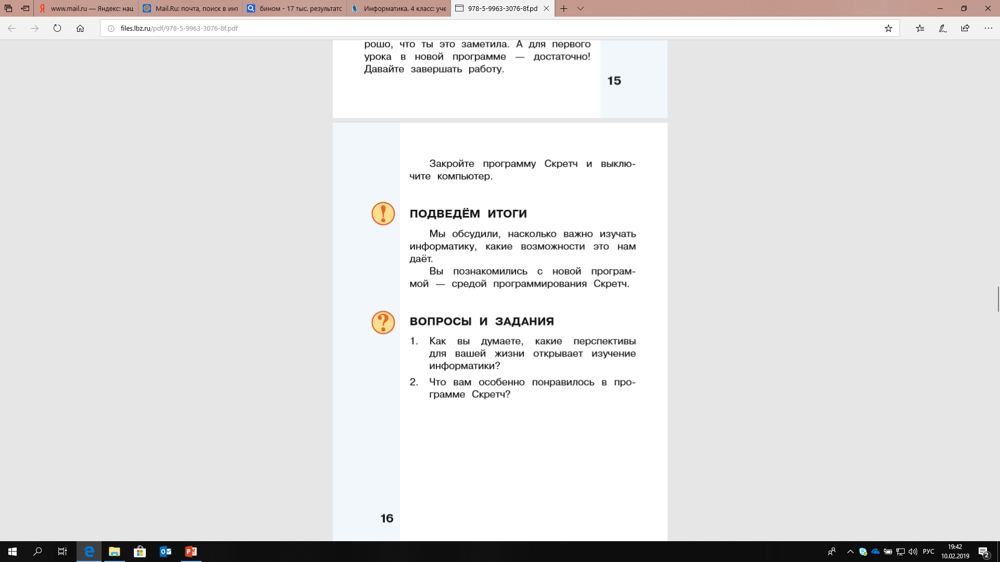 www.mail.ru — Яндекс: наш
Mail.Ru: почта, поиск в инт
бином - 17 тыс. результато
Информатика. 4 класс: уче
978-5-9963-3076-8f.pdf
files.lbz.ru/pdf/978-5-9963-3076-8f.pdf
рошо, что ты это заметила. А для первого
урока в новой программе — достаточно!
Давайте завершать работу.
15
Закройте программу Скретч и выклю-
чите компьютер.
!
ПОДВЕДЁМ ИТОГИ
Мы обсудили, насколько важно изучать
информатику, какие возможности это нам
даёт.
Вы познакомились с новой програм-
мой — средой программирования Скретч.
?
ВОПРОСЫ И ЗАДАНИЯ
1. Как вы думаете, какие перспективы
для вашей жизни открывает изучение
информатики?
2. Что вам особенно понравилось в про-
грамме Скретч?
16
РУС
19:42
10.02.2019
2